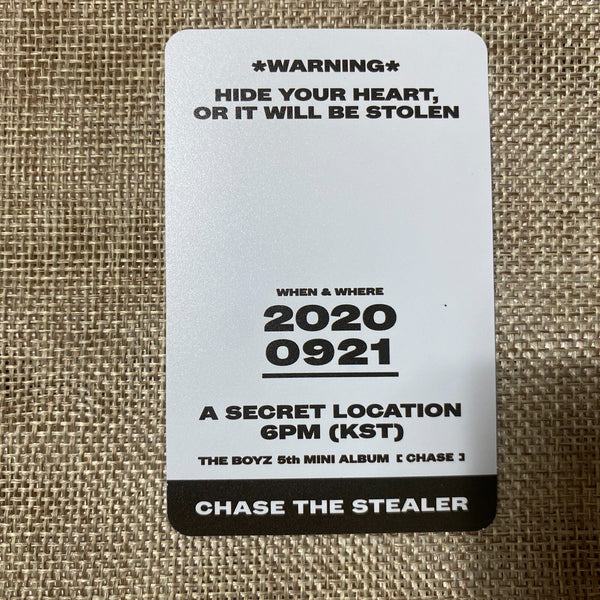 *WARNING*
HIDE YOUR HEART,
OR IT WILL BE STOLEN
WHEN & WHERE
2020
0921
A SECRET LOCATION
6PM (KST)
THE BOYZ 5th MINI ALBUM [ CHASE ]
CHASE THE STEALER